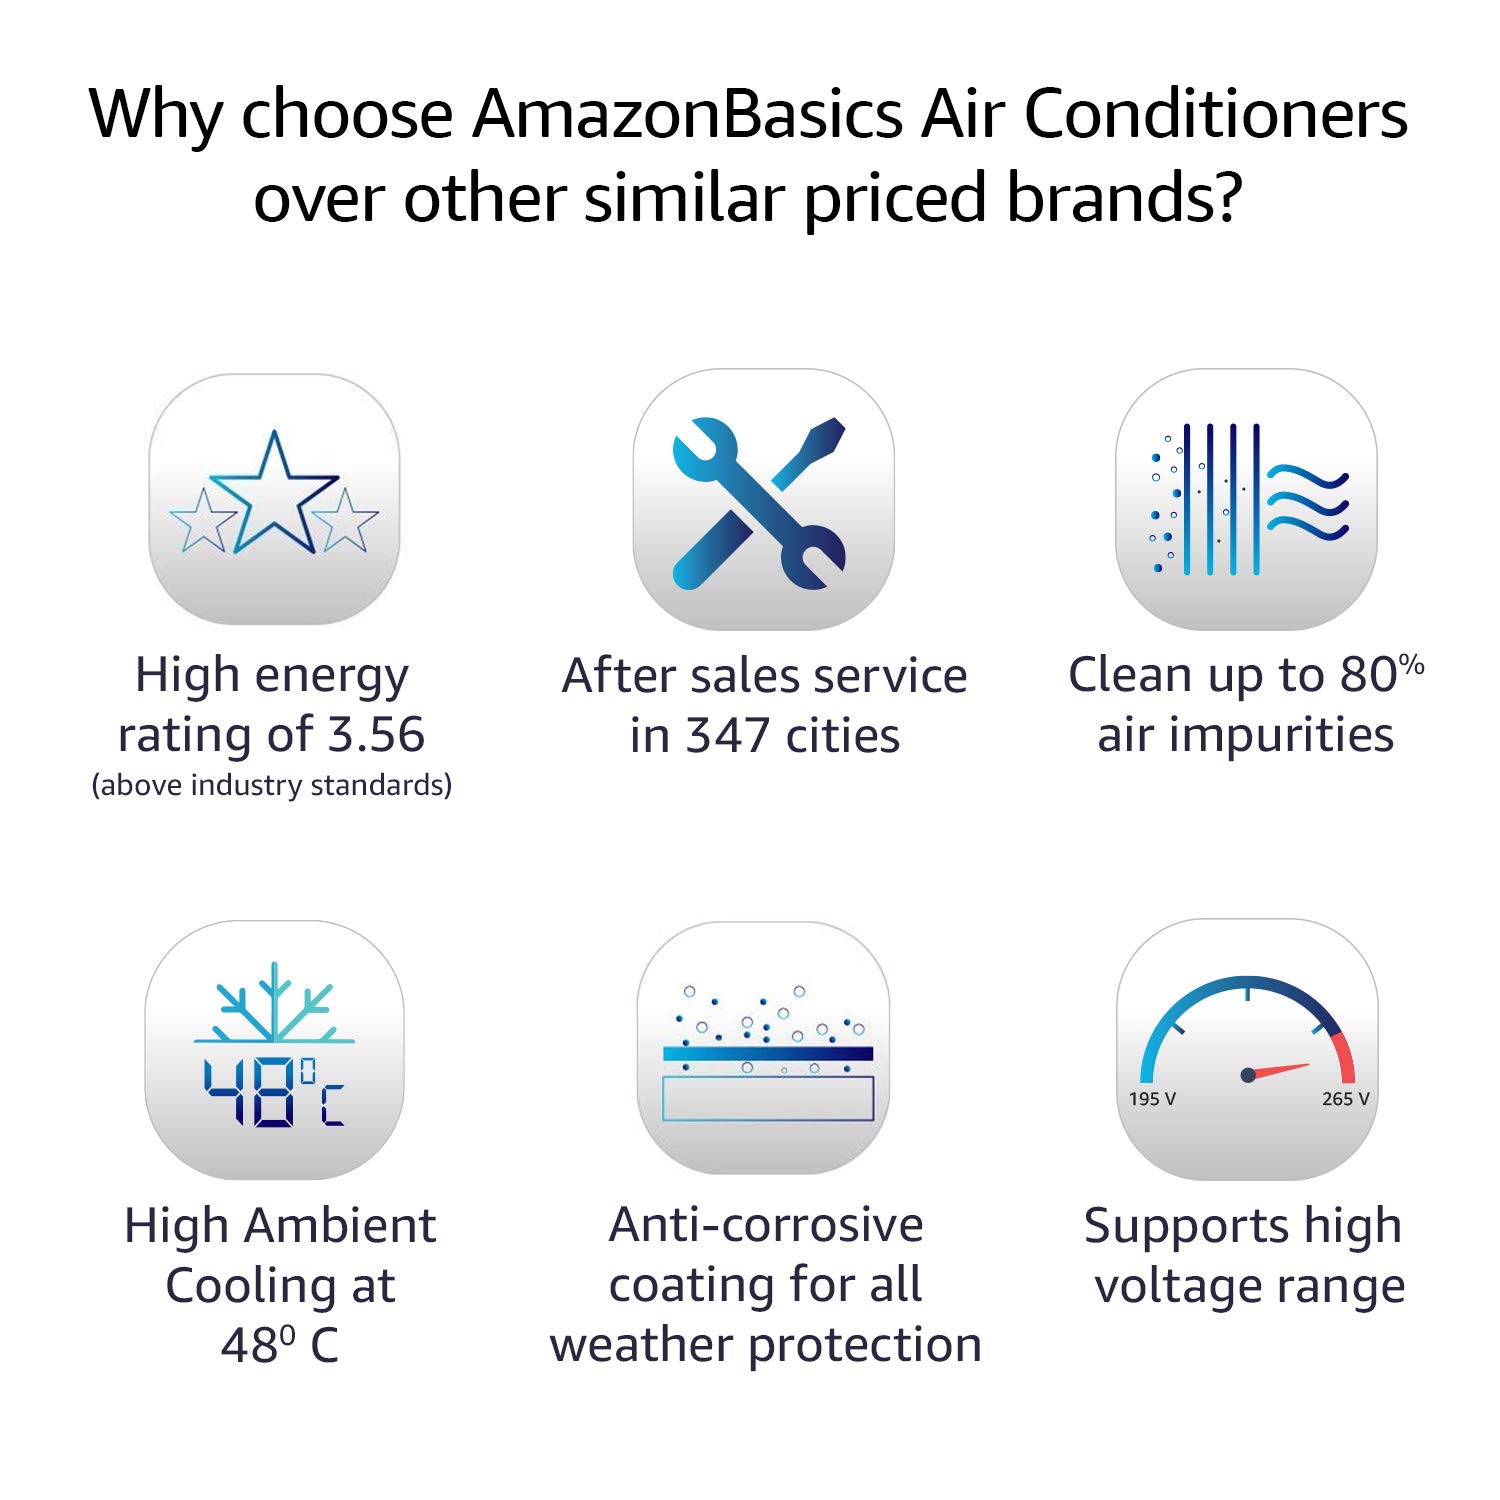 Why choose AmazonBasics Air Conditioners
over other similar priced brands?
High energy
rating of 3.56
(above industry standards)
After sales service
in 347 cities
Clean up to 80%
air impurities
48°C
High Ambient
Cooling at
48⁰ C
Anti-corrosive
coating for all
weather protection
195 V
265 V
Supports high
voltage range